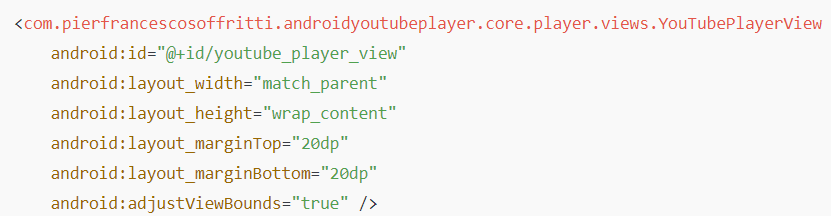 <com.pierfrancescosoffritti.androidyoutubeplayer.core.player.views.YouTubePlayerView
android:id="@+id/youtube_player_view"
android:layout_width="match_parent"
android:layout_height="wrap_content"
android:layout_marginTop="20dp"
android:layout_marginBottom="20dp"
android:adjustViewBounds="true" />